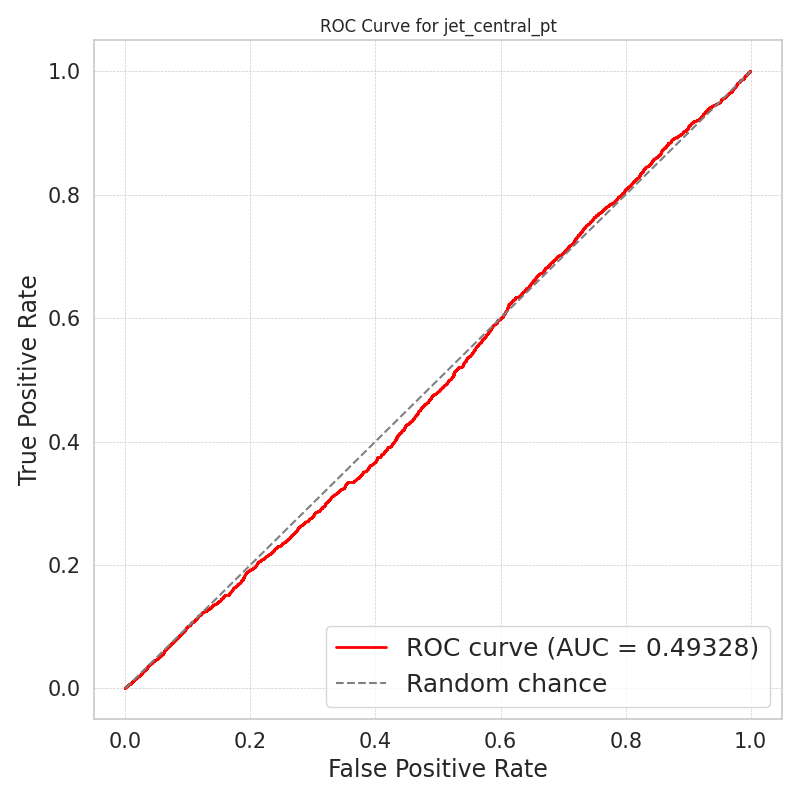 ROC Curve for jet_central_pt
True Positive Rate
1.0
0.8
0.6
0.4
0.2
0.0
ROC curve (AUC = 0.49328)
Random chance
0.0 0.2 0.4 0.6 0.8 1.0
False Positive Rate